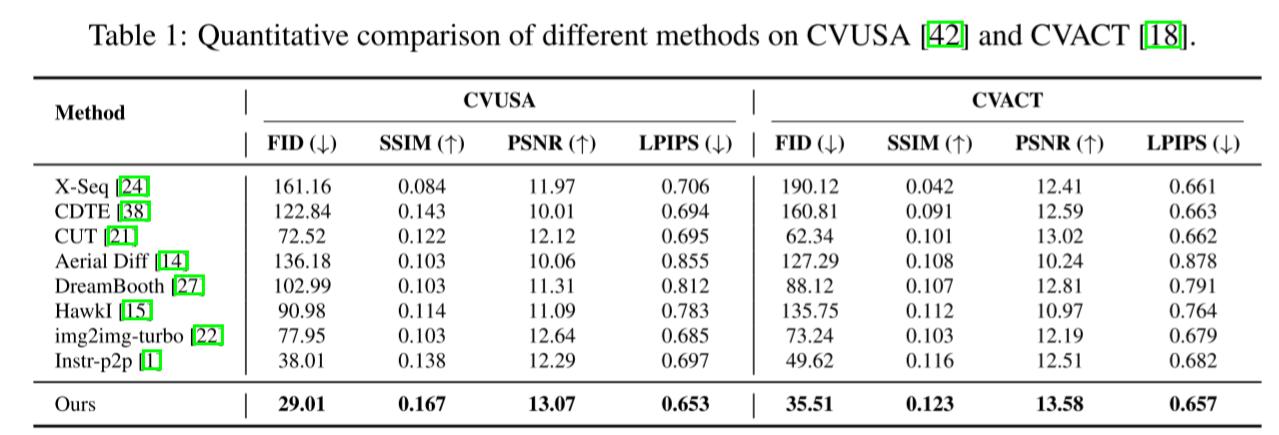 Table 1: Quantitative comparison of different methods on CVUSA [42] and CVACT [18].
Method | CVUSA | CVACT
| FID (↓) SSIM (↑) PSNR (↑) LPIPS (↓) | FID (↓) SSIM (↑) PSNR (↑) LPIPS (↓)
X-Seq [24] 161.16 0.084 11.97 0.706 190.12 0.042 12.41 0.661
CDTE [38] 122.84 0.143 10.01 0.694 160.81 0.091 12.59 0.663
CUT [21] 72.52 0.122 12.12 0.695 62.34 0.101 13.02 0.662
Aerial Diff [14] 136.18 0.103 10.06 0.855 127.29 0.108 10.24 0.878
DreamBooth [27] 102.99 0.103 11.31 0.812 88.12 0.107 12.81 0.791
HawkI [15] 90.98 0.114 11.09 0.783 135.75 0.112 10.97 0.764
img2img-turbo [22] 77.95 0.103 12.64 0.685 73.24 0.103 12.19 0.679
Instr-p2p [1] 38.01 0.138 12.29 0.697 49.62 0.116 12.51 0.682
Ours | 29.01 0.167 13.07 0.653 | 35.51 0.123 13.58 0.657